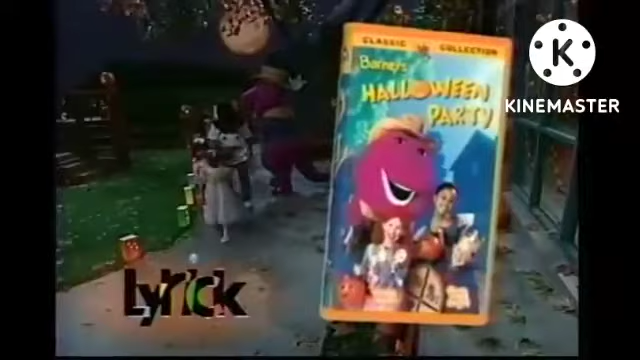 CLASSIC COLLECTION
Barney's
HALLOWEEN
PARTY
KINEMASTER
Lyrick